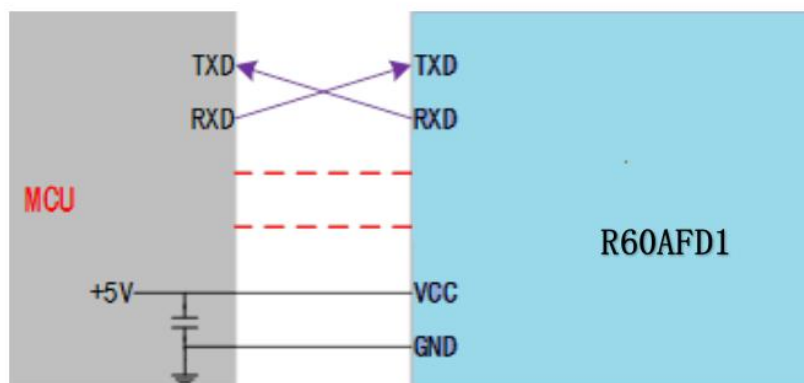 TXD TXD
RXD RXD
MCU
R60AFD1
+5V VCC
GND